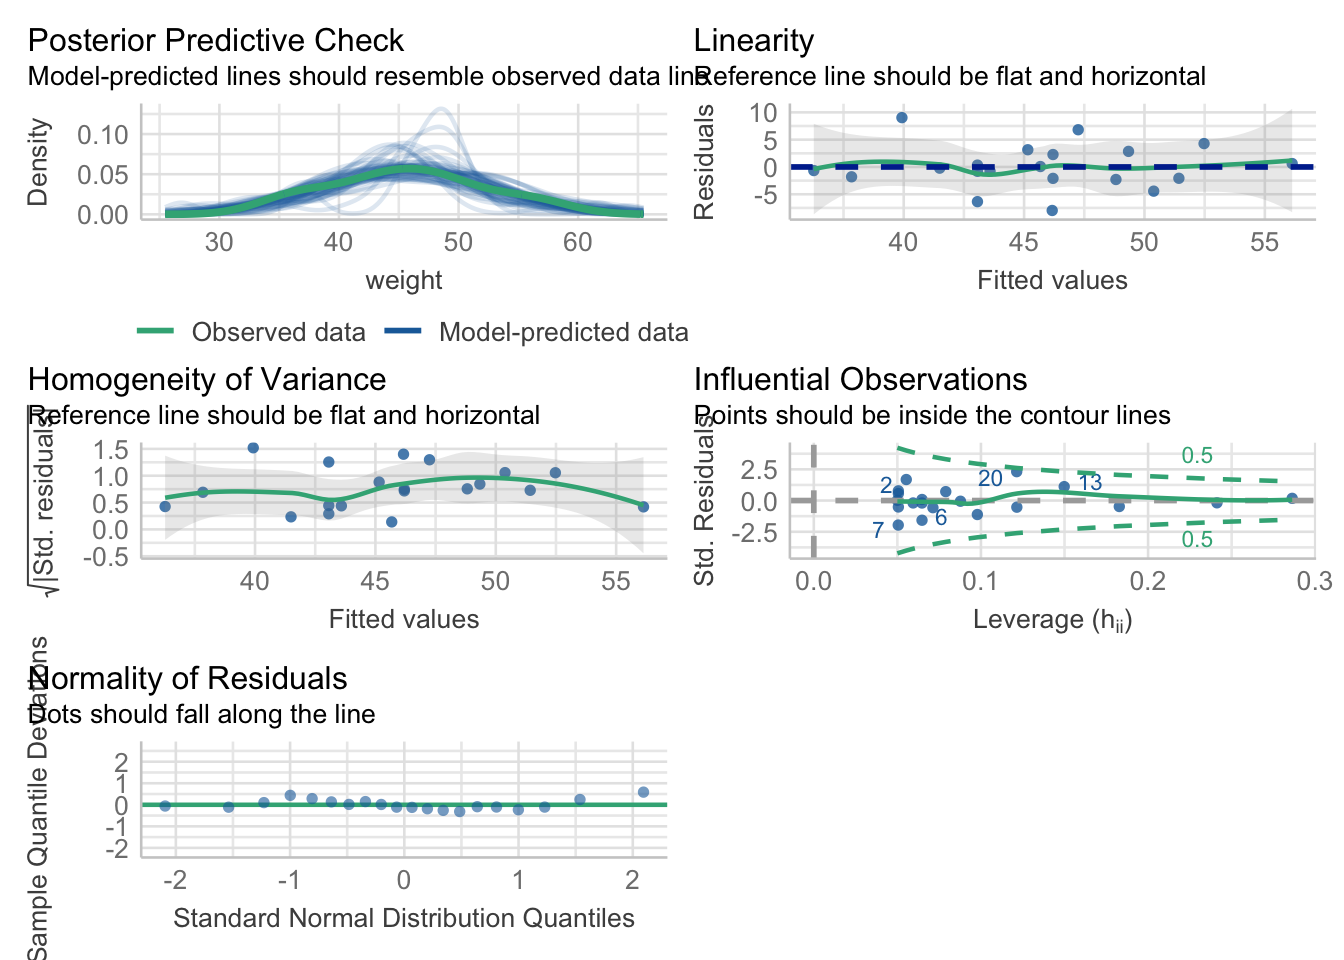 Posterior Predictive Check
Model-predicted lines should resemble observed data line
Density
0.10
0.05
0.00
30 40 50 60
weight
Observed data Model-predicted data
Linearity
Reference line should be flat and horizontal
Residuals
10
5
0
-5
40 45 50 55
Fitted values
Homogeneity of Variance
Reference line should be flat and horizontal
√|Std. residuals|
1.5
1.0
0.5
0.0
-0.5
40 45 50 55
Fitted values
Influential Observations
Points should be inside the contour lines
Std. Residuals
2.5
0.0
-2.5
0.5
20
13
2
6
7
0.5
0.0 0.1 0.2 0.3
Leverage (hii)
Normality of Residuals
Dots should fall along the line
Sample Quantile Deviations
2
1
0
-1
-2
-2 -1 0 1 2
Standard Normal Distribution Quantiles